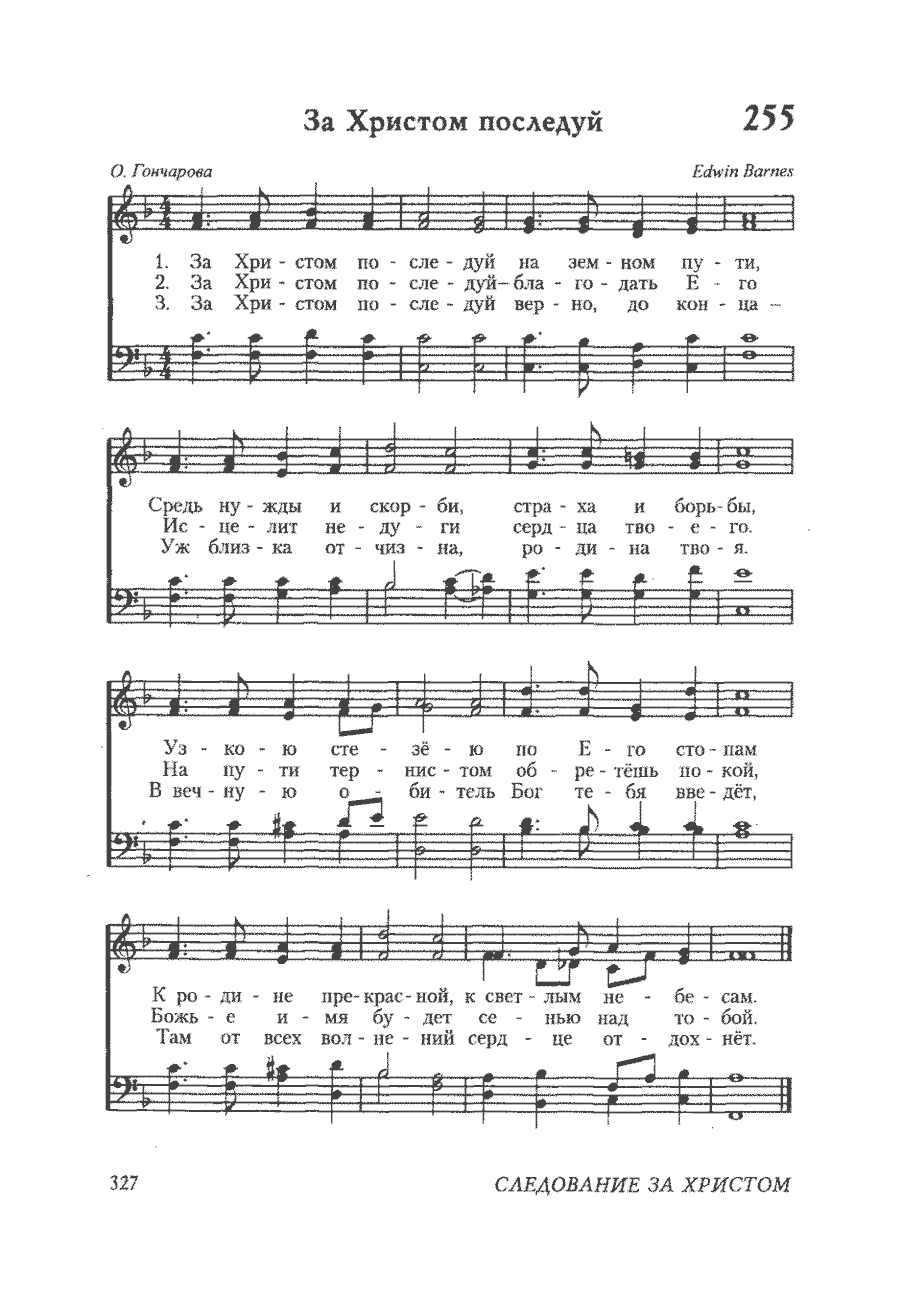 За Христом последуй 255
О. Гончарова Edwin Barnes
1. За Хри - стом по - сле - дуй на зем - ном пу - ти,
2. За Хри - стом по - сле - дуй– бла - го - дать Е - го
3. За Хри - стом по - сле - дуй вер - но, до кон - ца –
Средь ну - жды и скор - би, стра - ха и борь - бы,
Ис - це - лит не - ду - ги серд - ца тво - е - го.
Уж близ - ка от - чиз - на, ро - ди - на тво - я.
Уз - ко - ю сте - зё - ю по Е - го сто - пам
На пу - ти тер - нис - том об - ре - тёшь по - кой,
В веч - ну - ю о - би - тель Бог те - бя вве - дёт,
К ро - ди - не пре - крас - ной, к свет - лым не - бе - сам.
Божь - е и - мя бу - дет се - нью над то - бой.
Там от всех вол - не - ний серд - це от - дох - нёт.
327 СЛЕДОВАНИЕ ЗА ХРИСТОМ